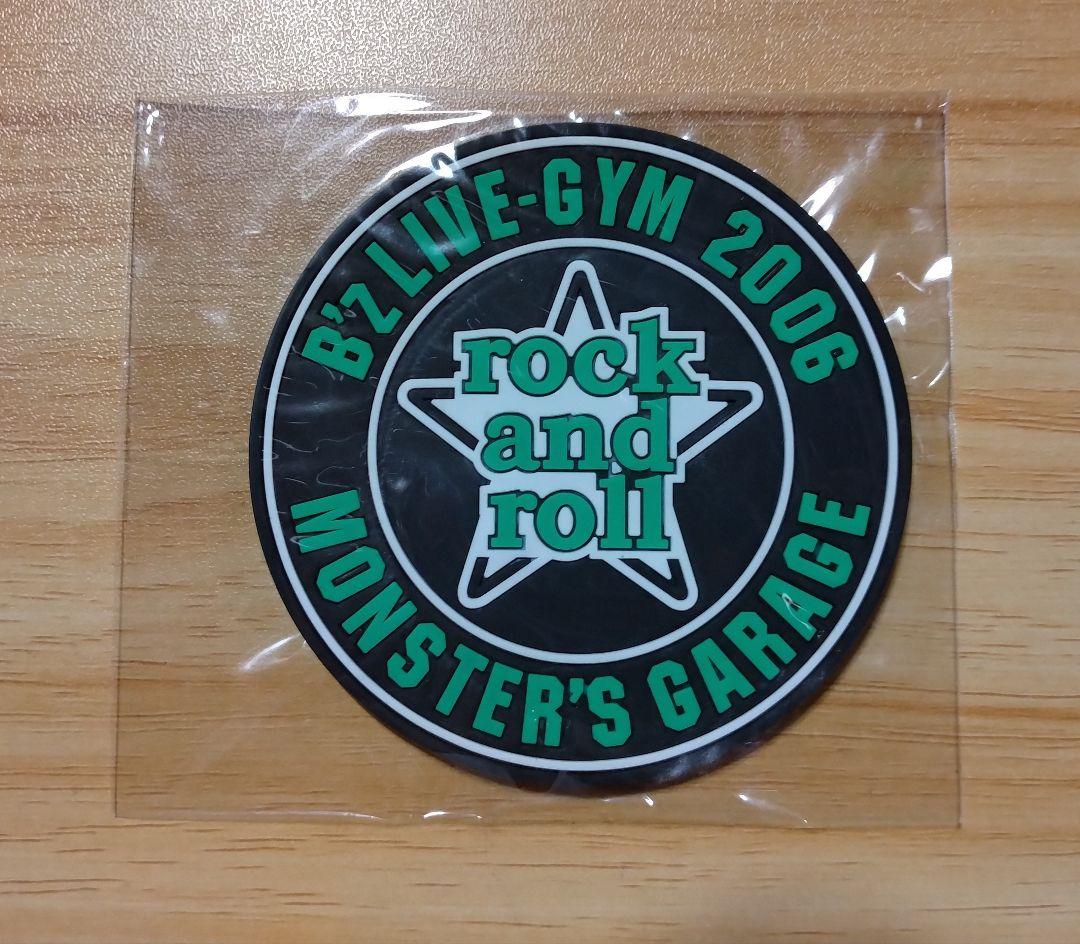 B'z LIVE-GYM 2006
rock
and
roll
MONSTER'S GARAGE